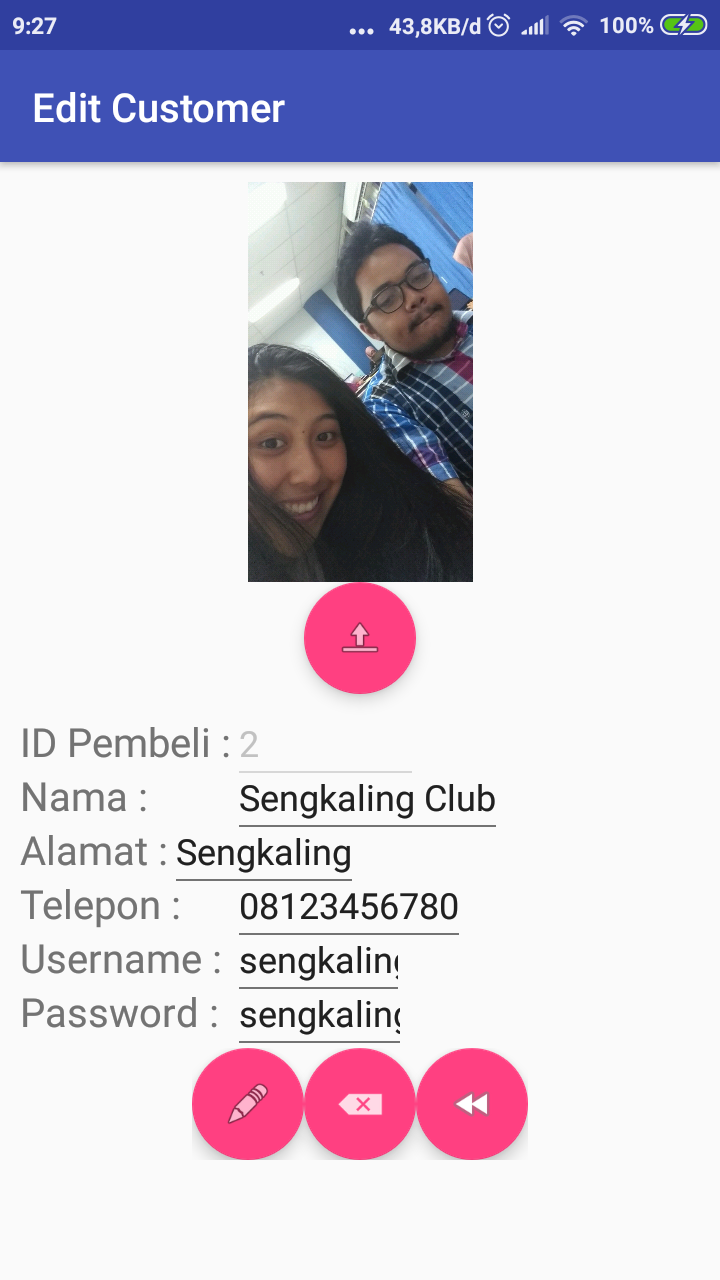 9:27 ... 43,8KB/d 100%
Edit Customer
ID Pembeli : 2
Nama : Sengkaling Club
Alamat : Sengkaling
Telepon : 08123456780
Username : sengkaling
Password : sengkaling